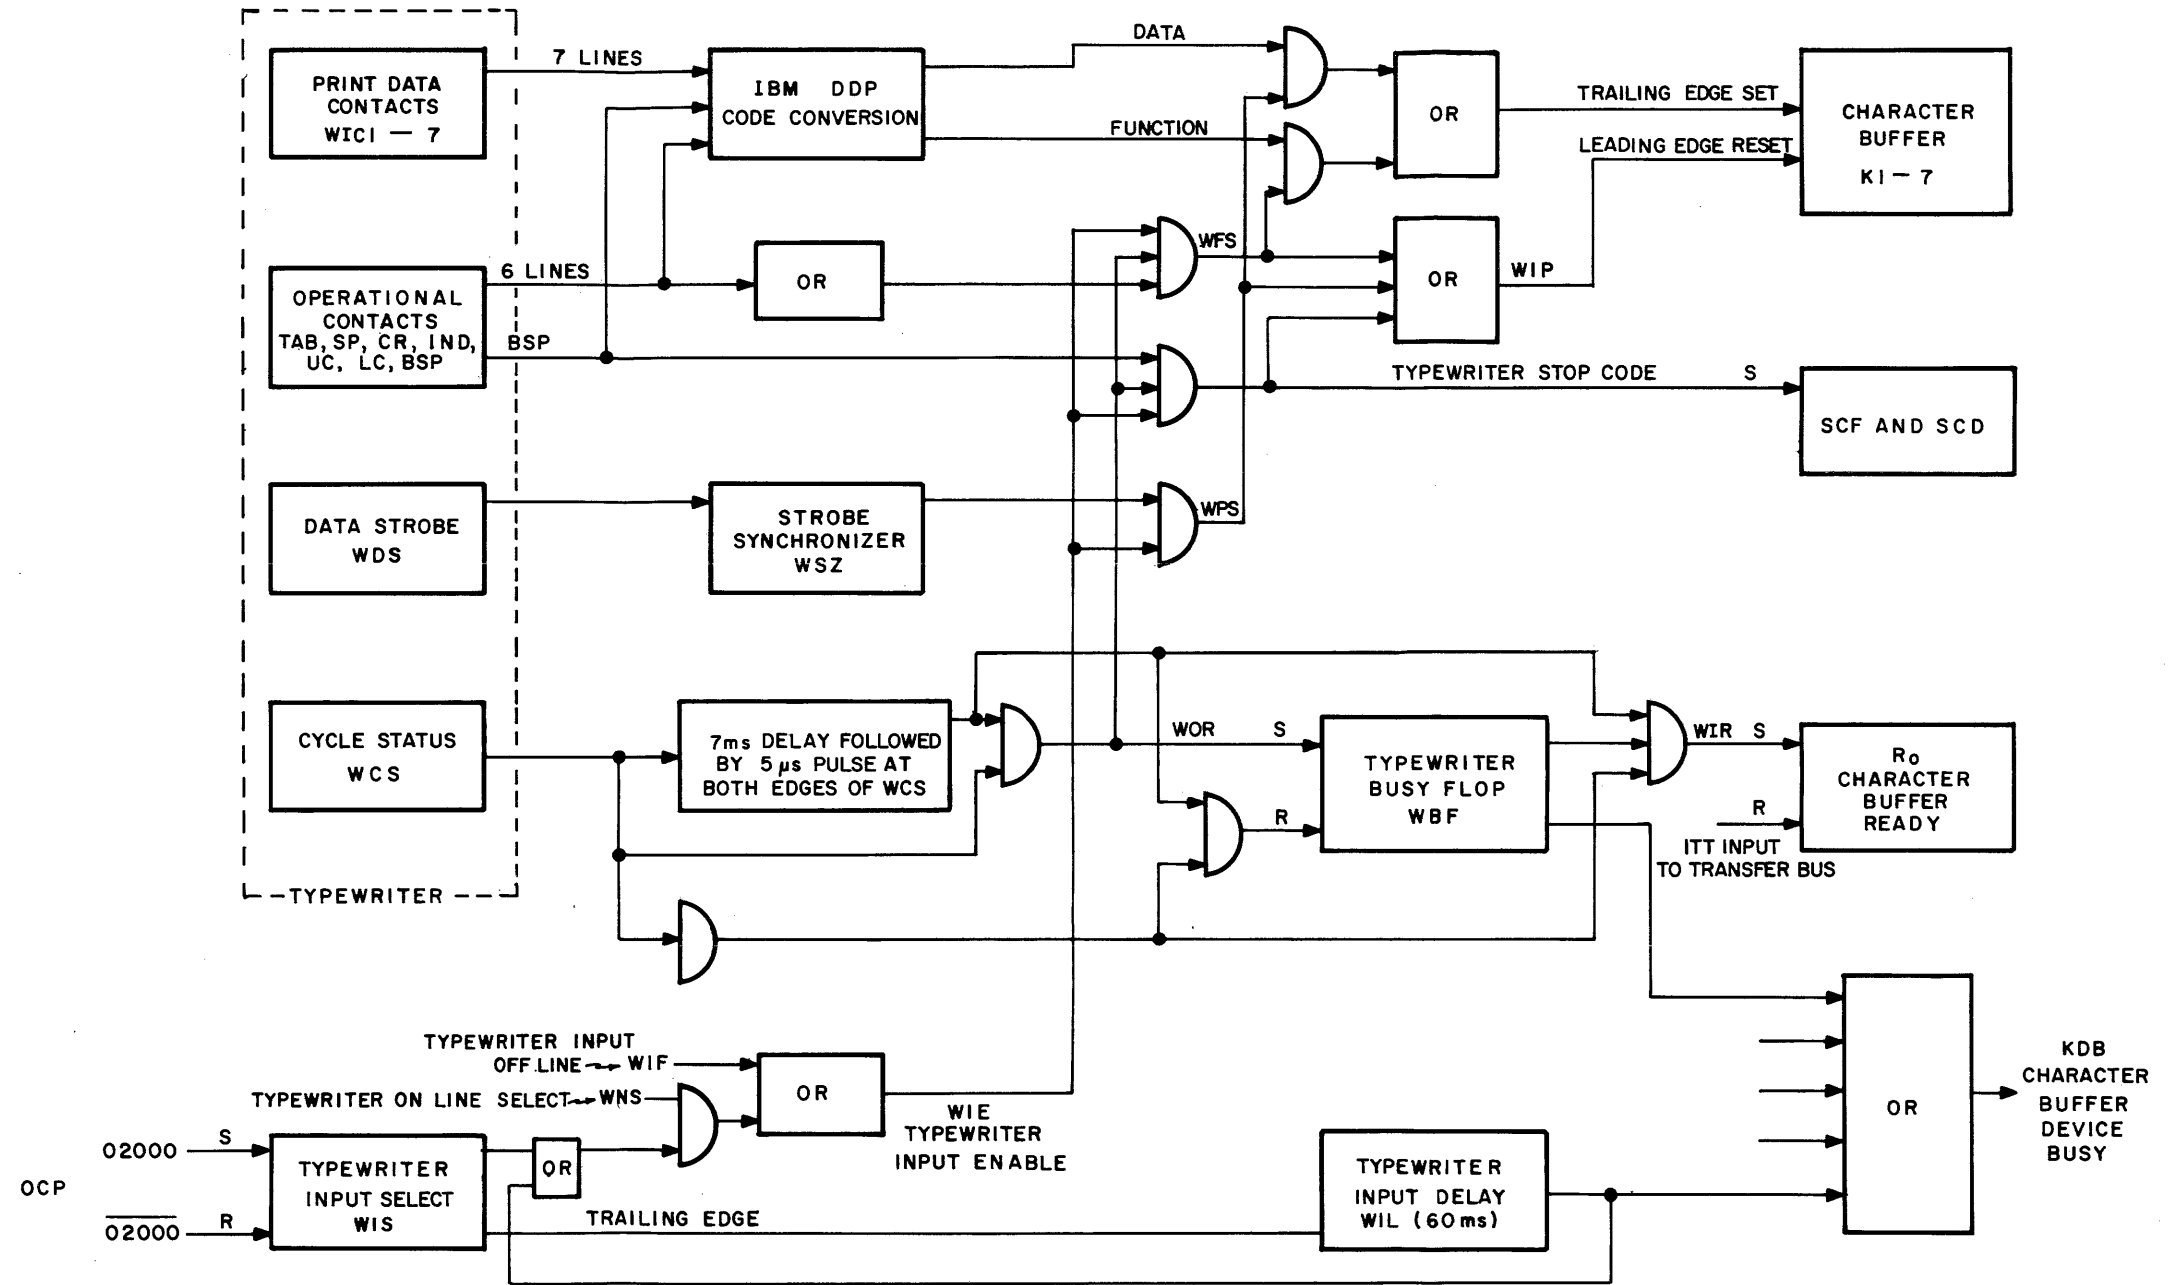 PRINT DATA
CONTACTS
WIC1 — 7
7 LINES
IBM DDP
CODE CONVERSION
DATA
FUNCTION
OR
TRAILING EDGE SET
LEADING EDGE RESET
CHARACTER
BUFFER
K1 — 7
OPERATIONAL
CONTACTS
TAB, SP, CR, IND,
UC, LC, BSP
6 LINES
BSP
OR
WFS
OR
WIP
TYPEWRITER STOP CODE
S
SCF AND SCD
DATA STROBE
WDS
STROBE
SYNCHRONIZER
WSZ
WPS
CYCLE STATUS
WCS
7ms DELAY FOLLOWED
BY 5 µs PULSE AT
BOTH EDGES OF WCS
WOR
S
R
TYPEWRITER
BUSY FLOP
WBF
WIR
S
R
RO
CHARACTER
BUFFER
READY
ITT INPUT
TO TRANSFER BUS
TYPEWRITER
TYPEWRITER INPUT
OFF LINE WIF
TYPEWRITER ON LINE SELECT WNS
OR
WIE
TYPEWRITER
INPUT ENABLE
OCP
02000
S
02000
R
TYPEWRITER
INPUT SELECT
WIS
OR
TRAILING EDGE
TYPEWRITER
INPUT DELAY
WIL (60ms)
OR
KDB
CHARACTER
BUFFER
DEVICE
BUSY